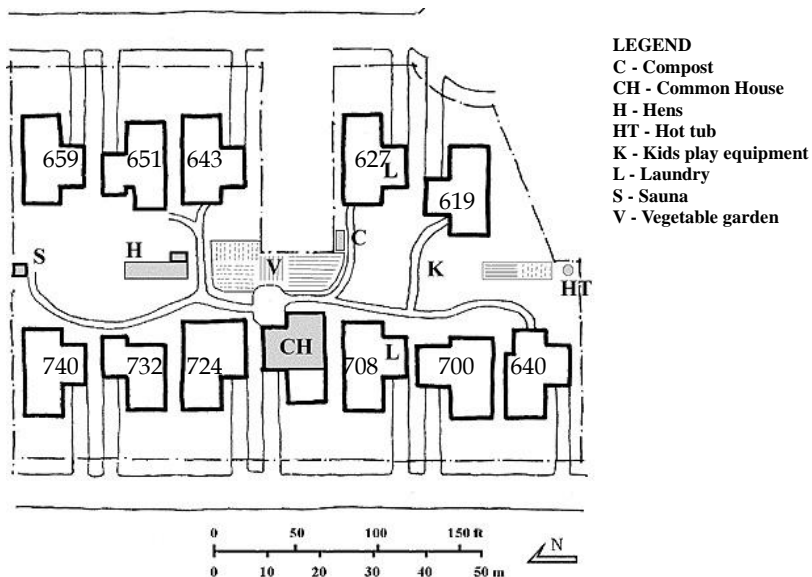 LEGEND
C - Compost
CH - Common House
H - Hens
HT - Hot tub
K - Kids play equipment
L - Laundry
S - Sauna
V - Vegetable garden
659
651
643
627
L
619
S
H
C
V
K
HT
740
732
724
CH
708
L
700
640
0 50 100 150 ft
0 10 20 30 40 50 m
N